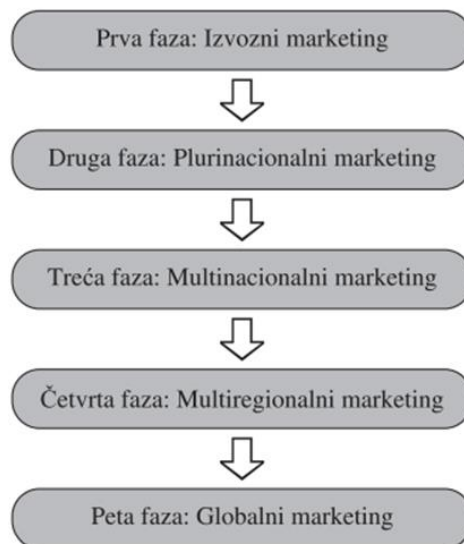 Prva faza: Izvozni marketing
Druga faza: Plurinacionalni marketing
Treća faza: Multinacionalni marketing
Četvrta faza: Multiregionalni marketing
Peta faza: Globalni marketing